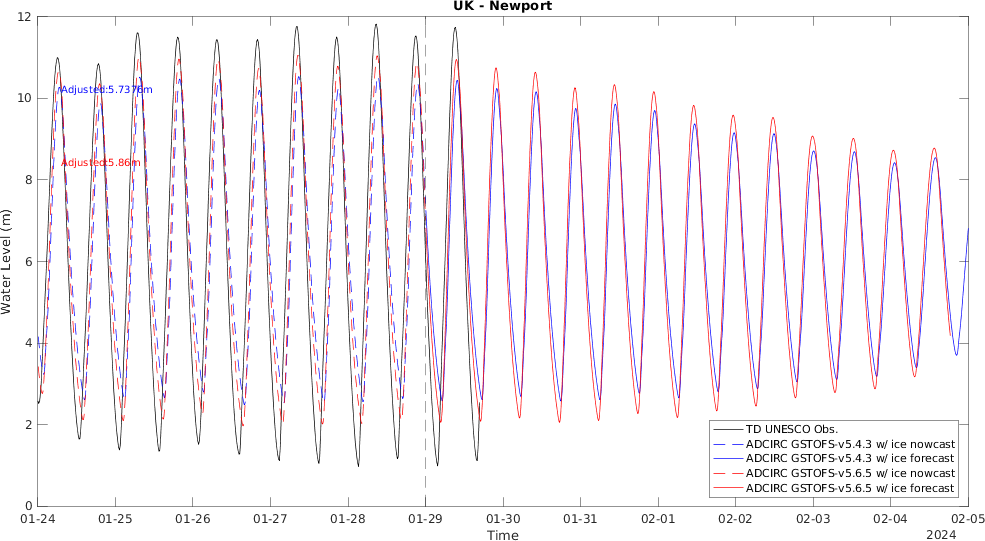 UK - Newport
12
10
8
6
4
2
0
Water Level (m)
Adjusted:5.7376m
Adjusted:5.86m
TD UNESCO Obs.
ADCIRC GSTOFS-v5.4.3 w/ ice nowcast
ADCIRC GSTOFS-v5.4.3 w/ ice forecast
ADCIRC GSTOFS-v5.6.5 w/ ice nowcast
ADCIRC GSTOFS-v5.6.5 w/ ice forecast
01-24 01-25 01-26 01-27 01-28 01-29 01-30 01-31 02-01 02-02 02-03 02-04 02-05
Time
2024